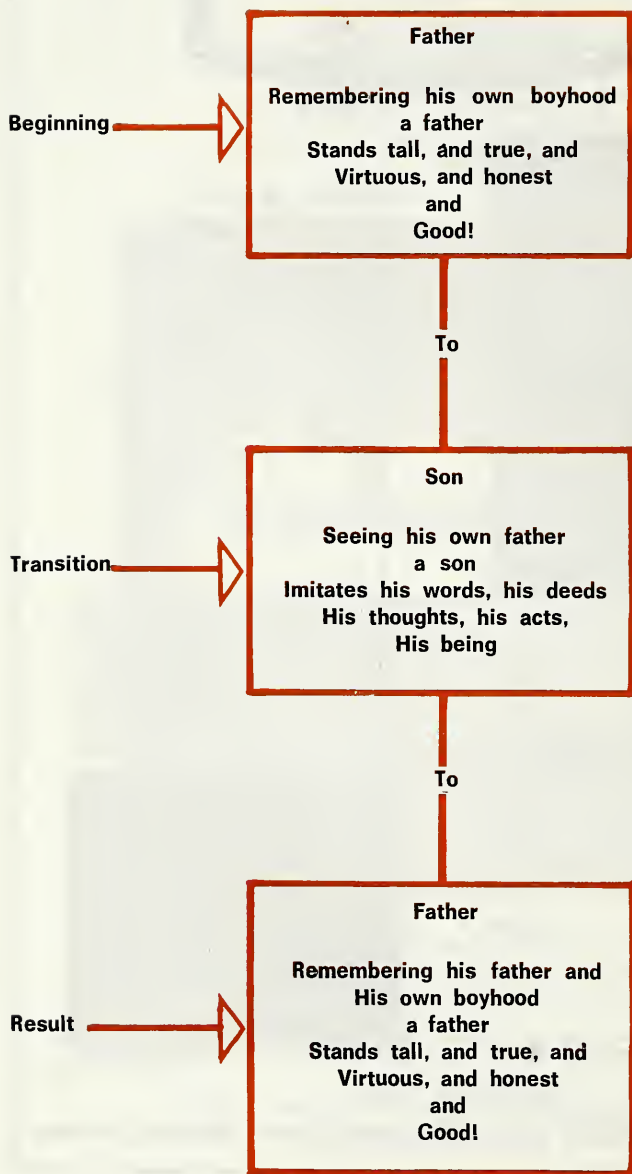 Father
Beginning
Remembering his own boyhood
a father
Stands tall, and true, and
Virtuous, and honest
and
Good!
To
Son
Transition
Seeing his own father
a son
Imitates his words, his deeds
His thoughts, his acts,
His being
To
Father
Result
Remembering his father and
His own boyhood
a father
Stands tall, and true, and
Virtuous, and honest
and
Good!